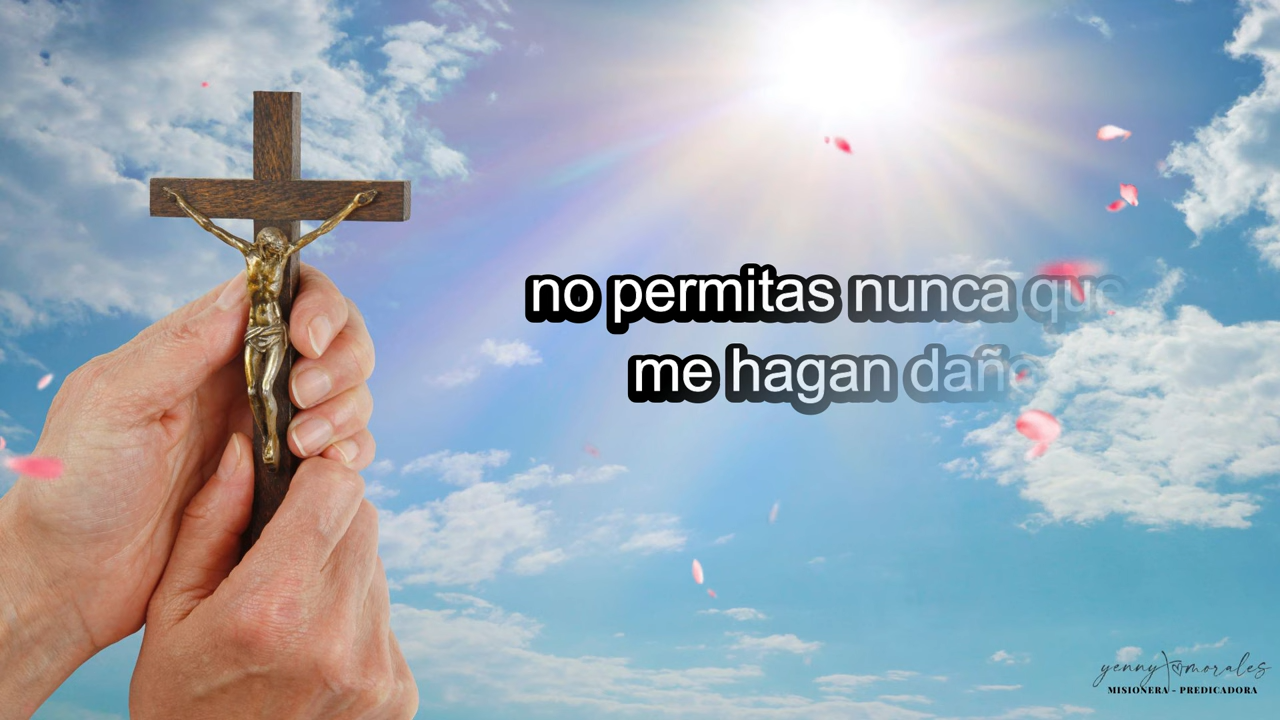 no permitas nunca que
me hagan daño
yenny morales
MISIONERA - PREDICADORA